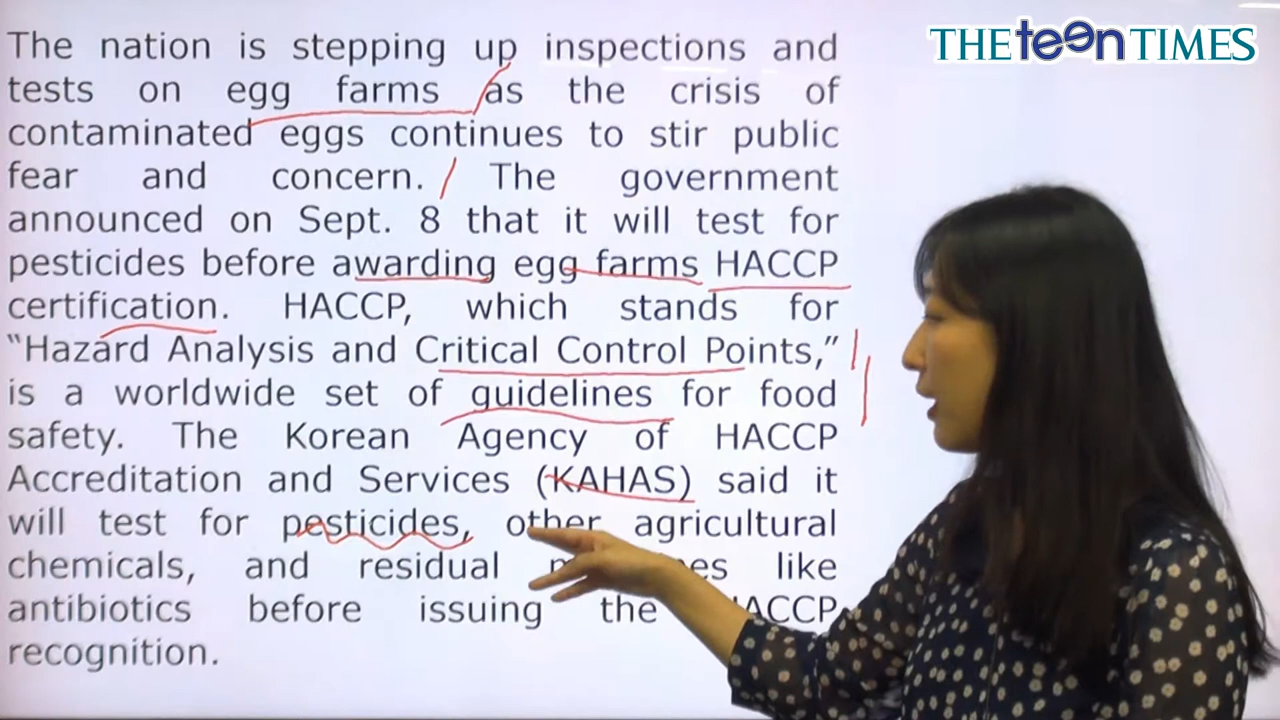 THE teen TIMES
The nation is stepping up inspections and
tests on egg farms as the crisis of
contaminated eggs continues to stir public
fear and concern. The government
announced on Sept. 8 that it will test for
pesticides before awarding egg farms HACCP
certification. HACCP, which stands for
“Hazard Analysis and Critical Control Points,”
is a worldwide set of guidelines for food
safety. The Korean Agency of HACCP
Accreditation and Services (KAHAS) said it
will test for pesticides, other agricultural
chemicals, and residual like
antibiotics before issuing the HACCP
recognition.